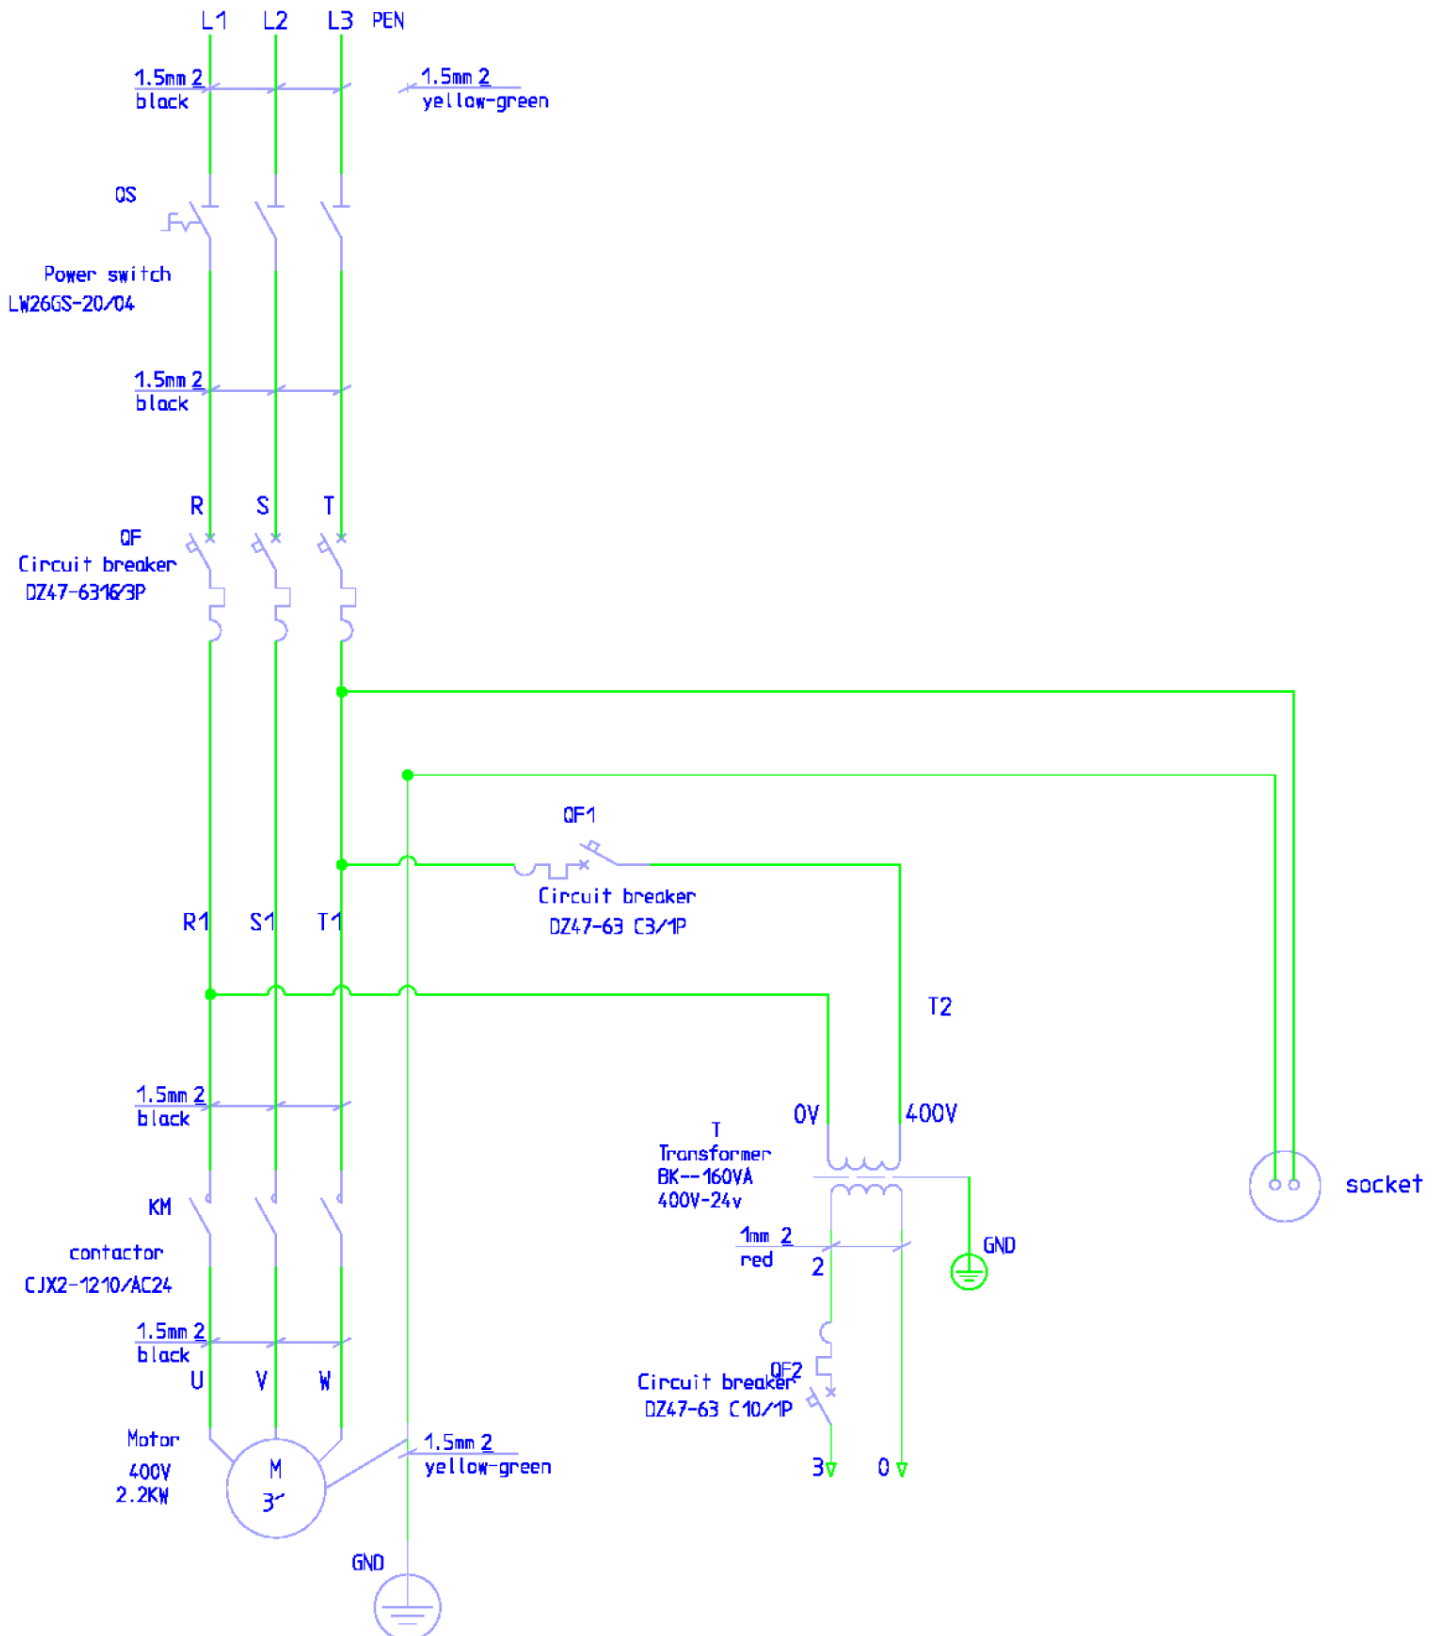 L1 L2 L3 PEN
1.5mm 2
black
1.5mm 2
yellow-green
QS
Power switch
LW26GS-20/04
1.5mm 2
black
R S T
QF
Circuit breaker
DZ47-6316/3P
QF1
Circuit breaker
DZ47-63 C3/1P
R1 S1 T1
T2
1.5mm 2
black
0V 400V
T
Transformer
BK--160VA
400V-24v
socket
KM
contactor
CJX2-1210/AC24
1mm 2
red
2
GND
1.5mm 2
black
U V W
QF2
Circuit breaker
DZ47-63 C10/1P
Motor
400V
2.2KW
M
3~
1.5mm 2
yellow-green
3 0
GND